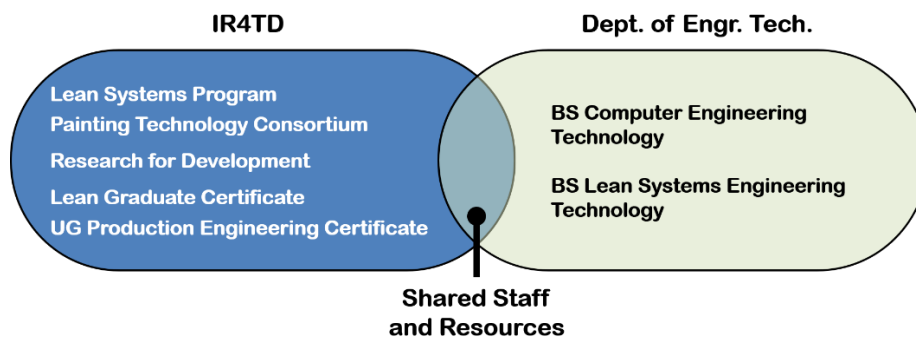 IR4TD
Dept. of Engr. Tech.
Lean Systems Program
Painting Technology Consortium
Research for Development
Lean Graduate Certificate
UG Production Engineering Certificate
BS Computer Engineering
Technology
BS Lean Systems Engineering
Technology
Shared Staff
and Resources